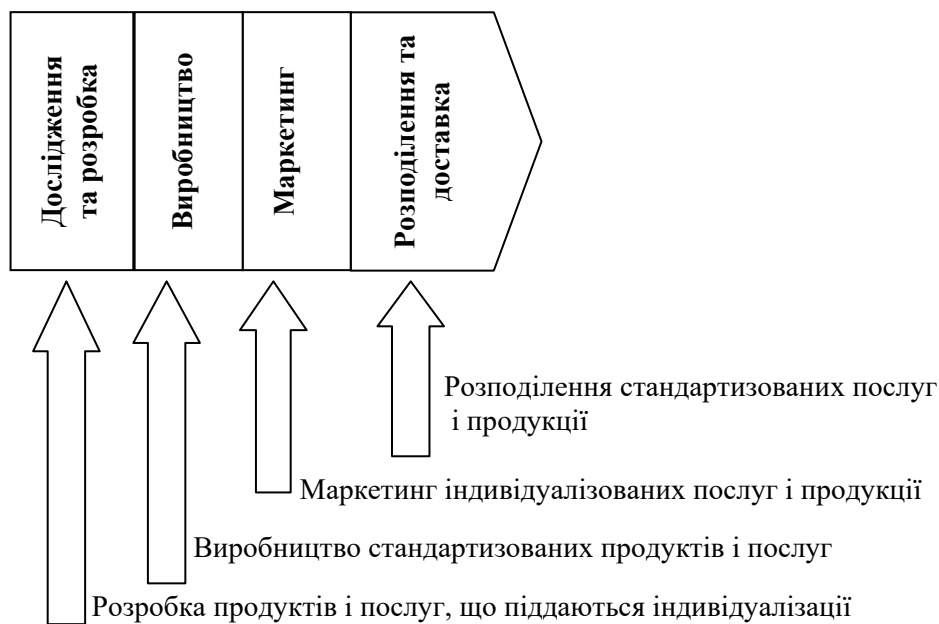 Дослідження
та розробка
Виробництво
Маркетинг
Розподілення та
доставка
Розподілення стандартизованих послуг
і продукції
Маркетинг індивідуалізованих послуг і продукції
Виробництво стандартизованих продуктів і послуг
Розробка продуктів і послуг, що піддаються індивідуалізації